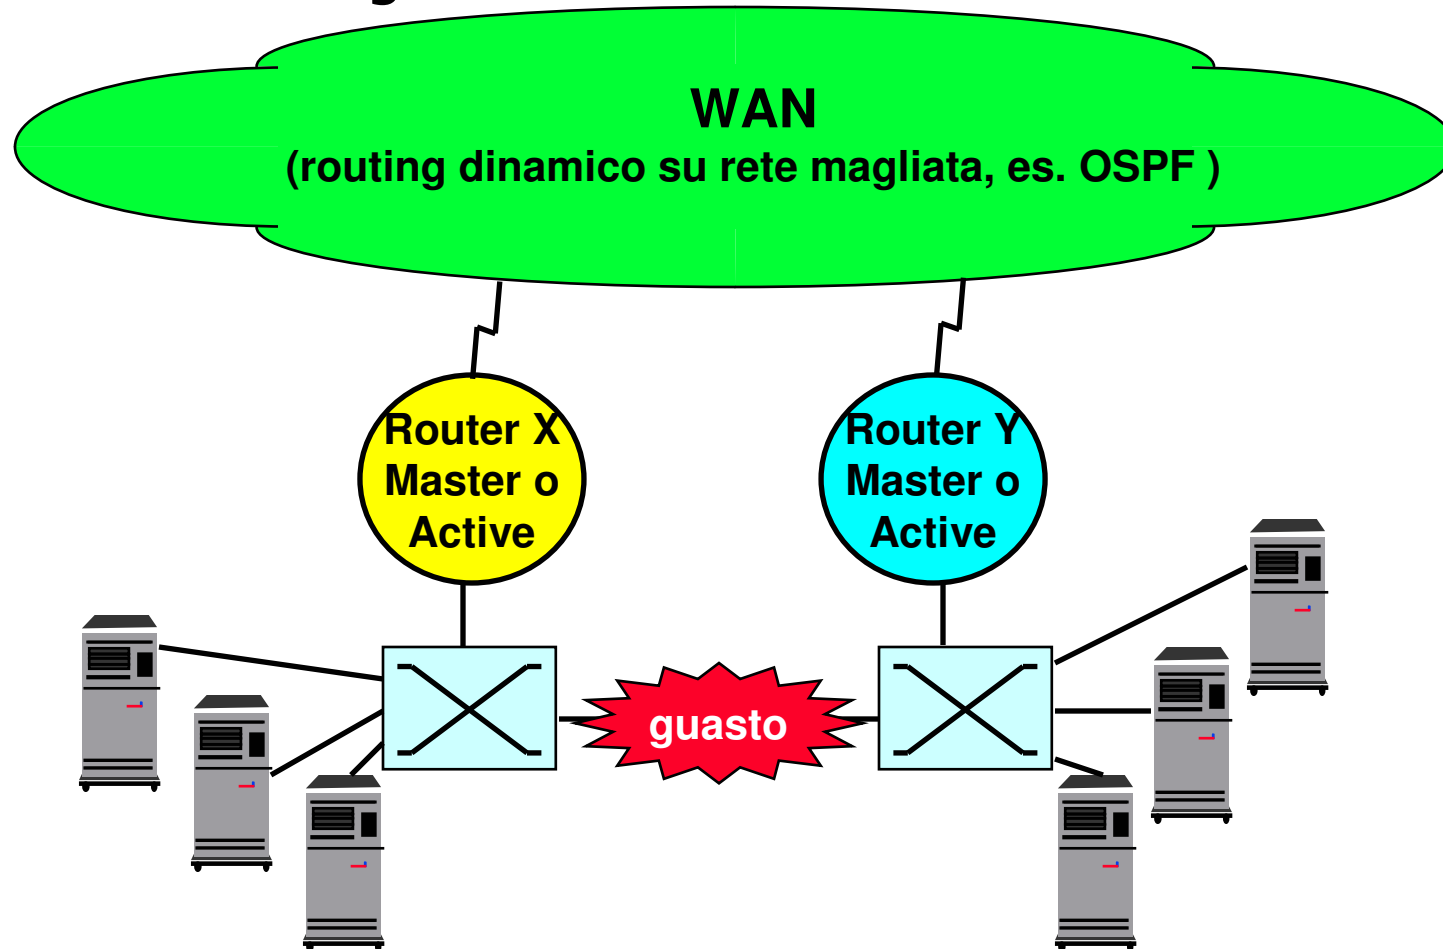 WAN
(routing dinamico su rete magliata, es. OSPF )
Router X
Master o
Active
Router Y
Master o
Active
guasto